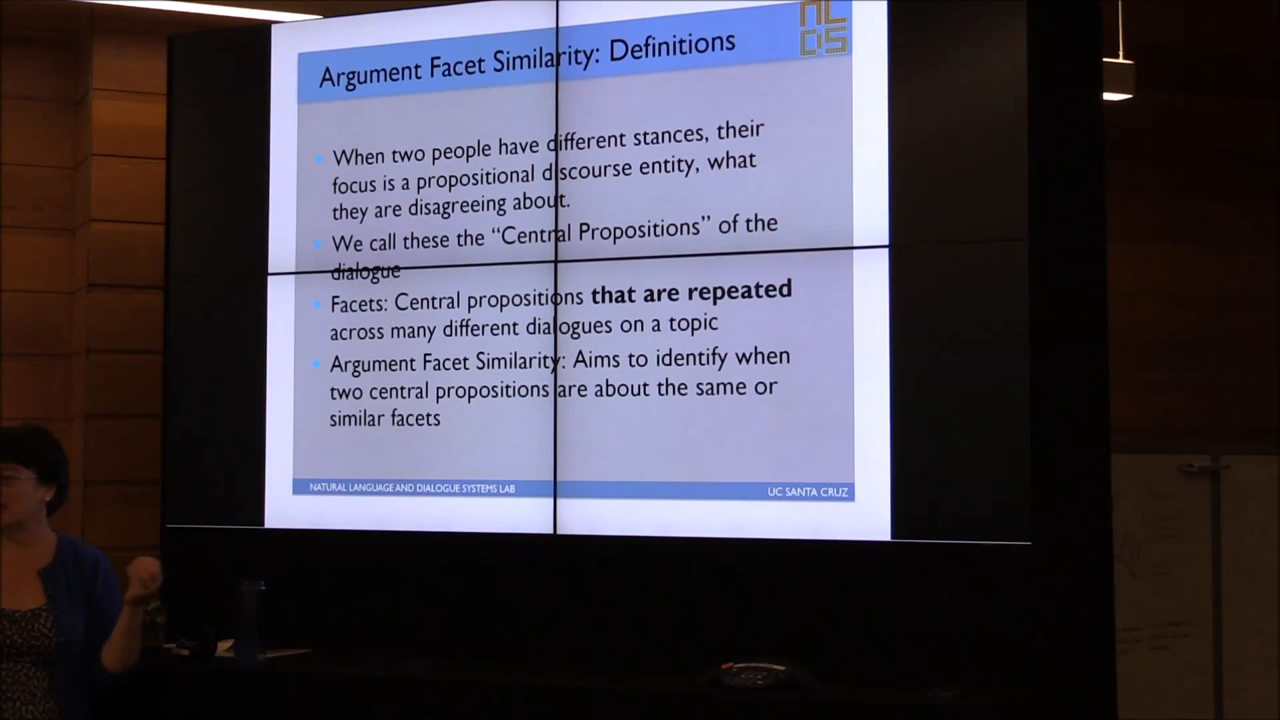 NL
DS
Argument Facet Similarity: Definitions
When two people have different stances, their
focus is a propositional discourse entity, what
they are disagreeing about.
We call these the “Central Propositions” of the
dialogue
Facets: Central propositions that are repeated
across many different dialogues on a topic
Argument Facet Similarity: Aims to identify when
two central propositions are about the same or
similar facets
NATURAL LANGUAGE AND DIALOGUE SYSTEMS LAB
UC SANTA CRUZ